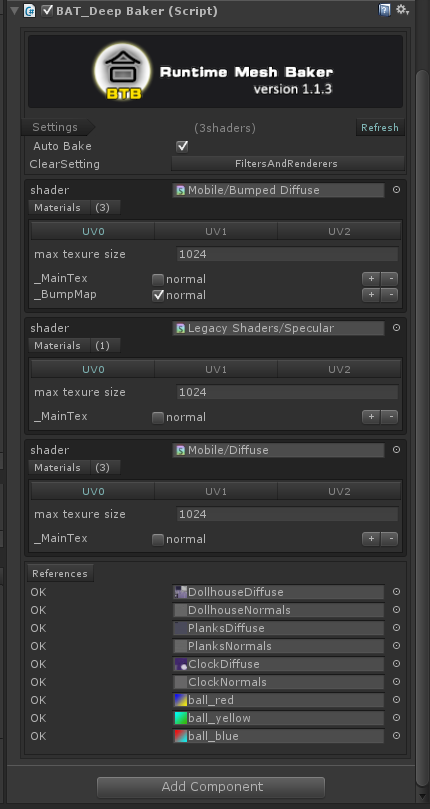 BAT_Deep Baker (Script)
BTB
Runtime Mesh Baker
version 1.1.3
Settings (3shaders) Refresh
Auto Bake
ClearSetting FiltersAndRenderers
shader Mobile/Bumped Diffuse
Materials (3)
UV0 UV1 UV2
max texure size 1024
_MainTex normal + -
_BumpMap normal + -
shader Legacy Shaders/Specular
Materials (1)
UV0 UV1 UV2
max texure size 1024
_MainTex normal + -
shader Mobile/Diffuse
Materials (3)
UV0 UV1 UV2
max texure size 1024
_MainTex normal + -
References
OK DollhouseDiffuse
OK DollhouseNormals
OK PlanksDiffuse
OK PlanksNormals
OK ClockDiffuse
OK ClockNormals
OK ball_red
OK ball_yellow
OK ball_blue
Add Component